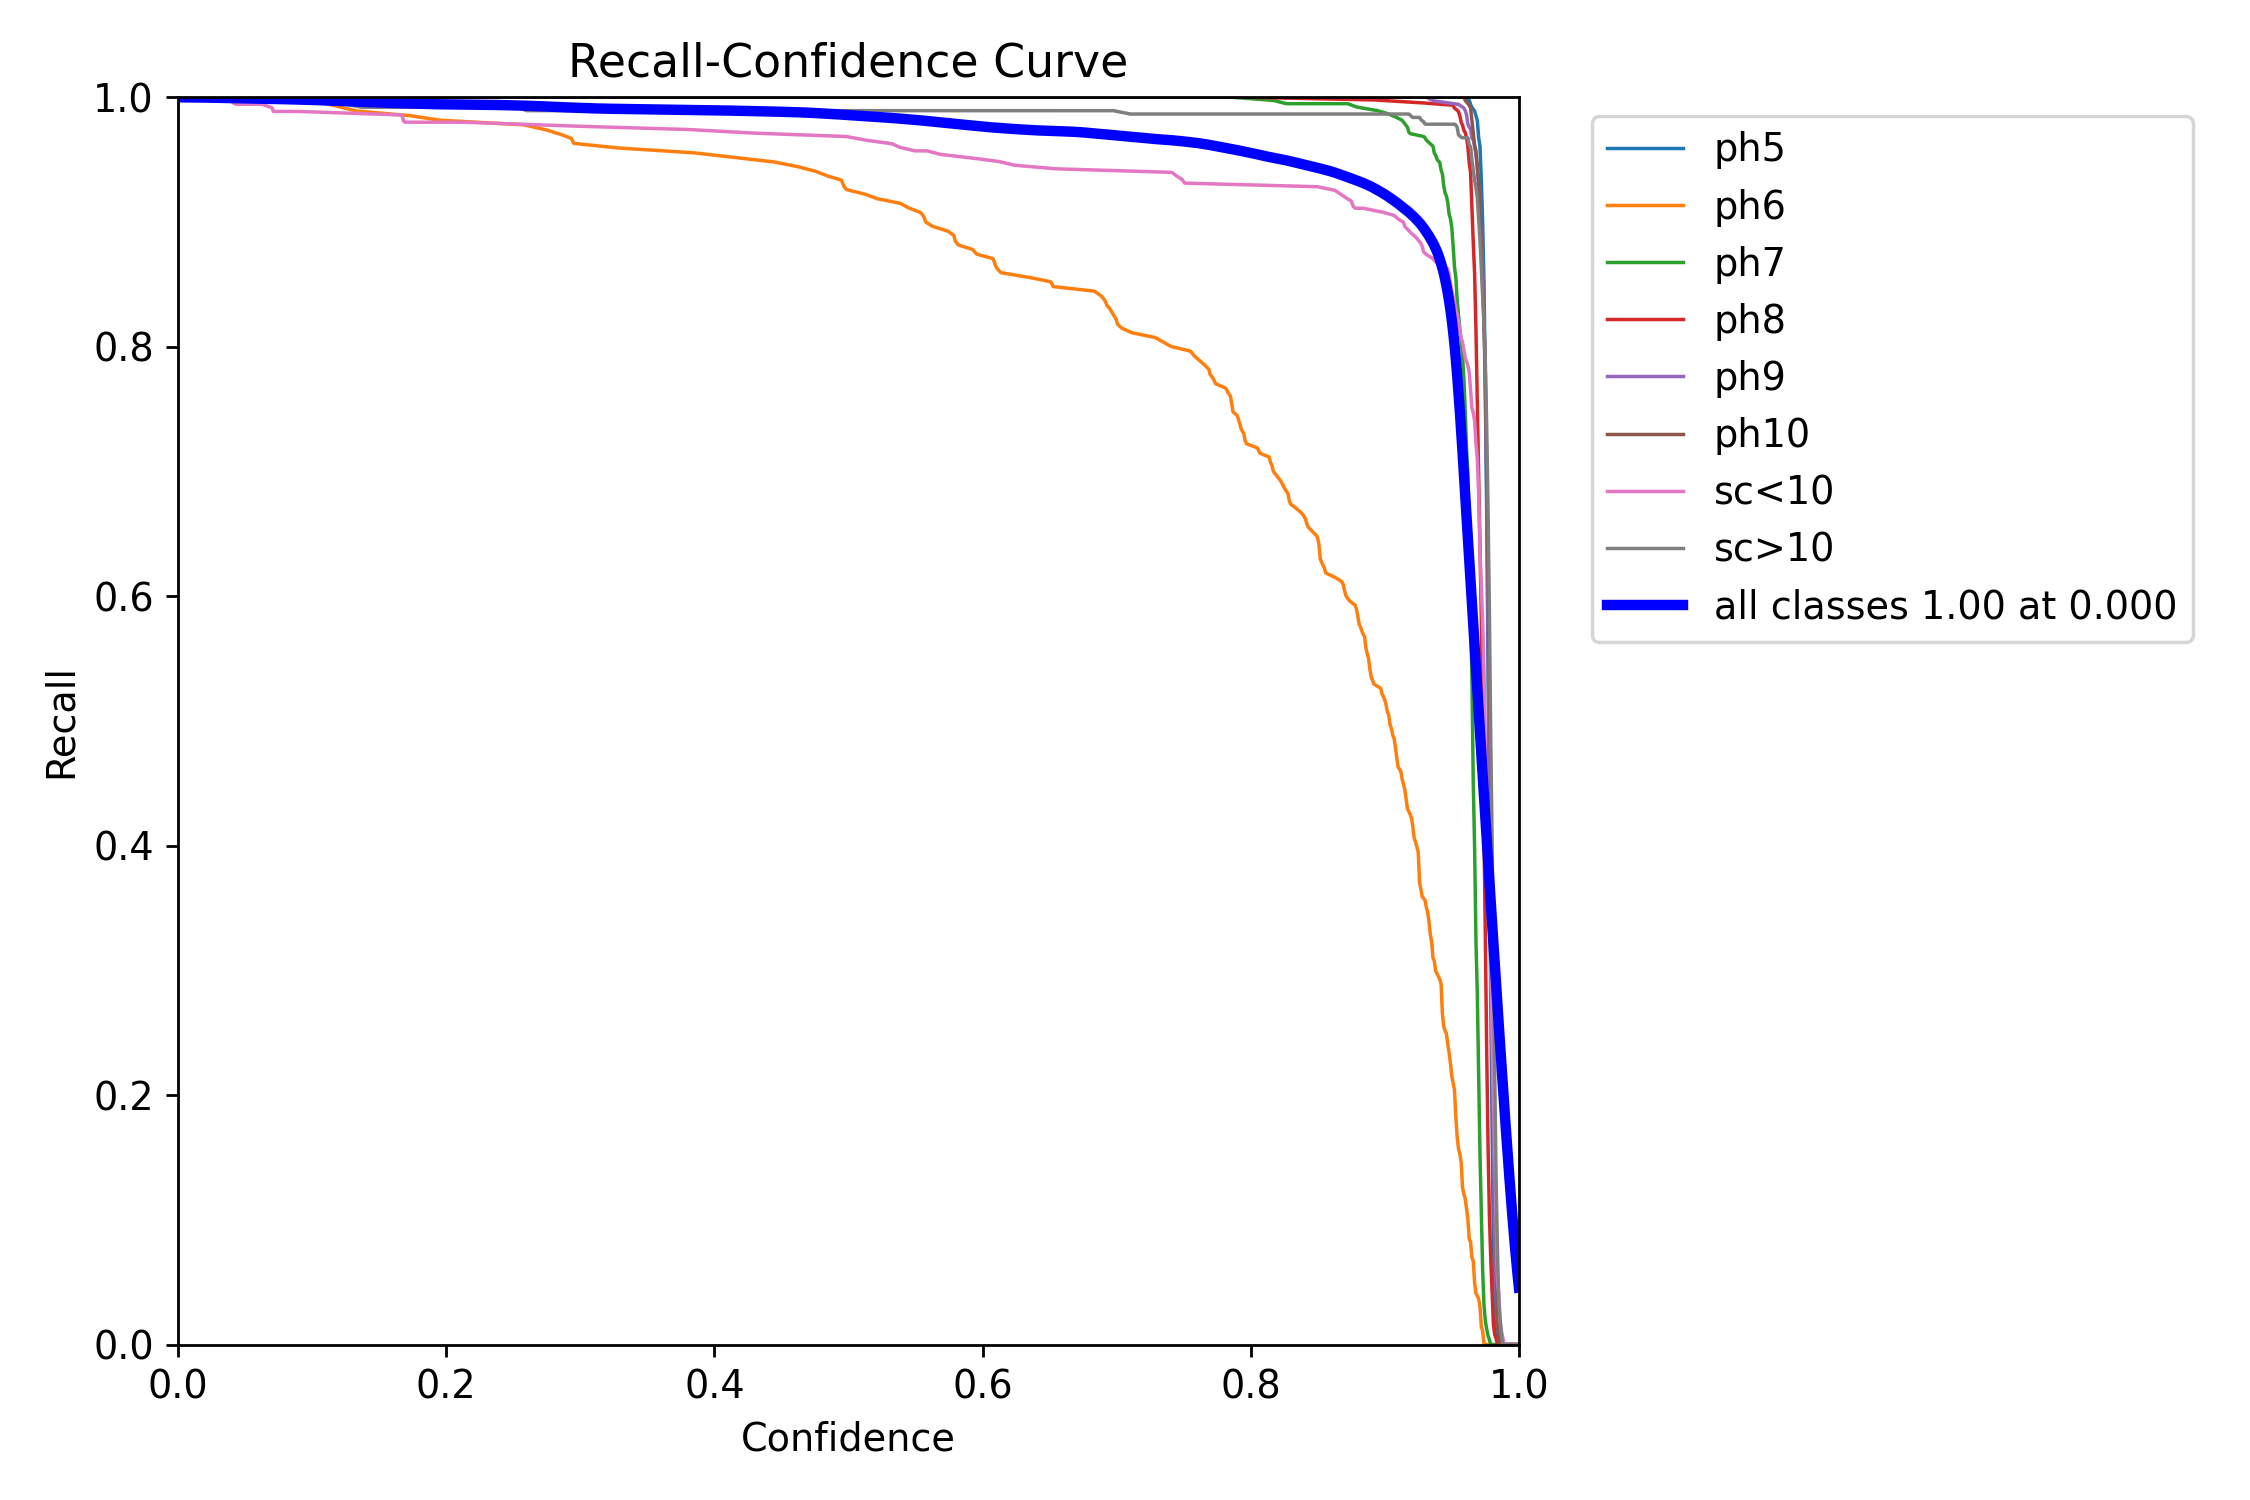 Recall-Confidence Curve
1.0
0.8
0.6
0.4
0.2
0.0
Recall
0.0 0.2 0.4 0.6 0.8 1.0
Confidence
ph5
ph6
ph7
ph8
ph9
ph10
sc<10
sc>10
all classes 1.00 at 0.000